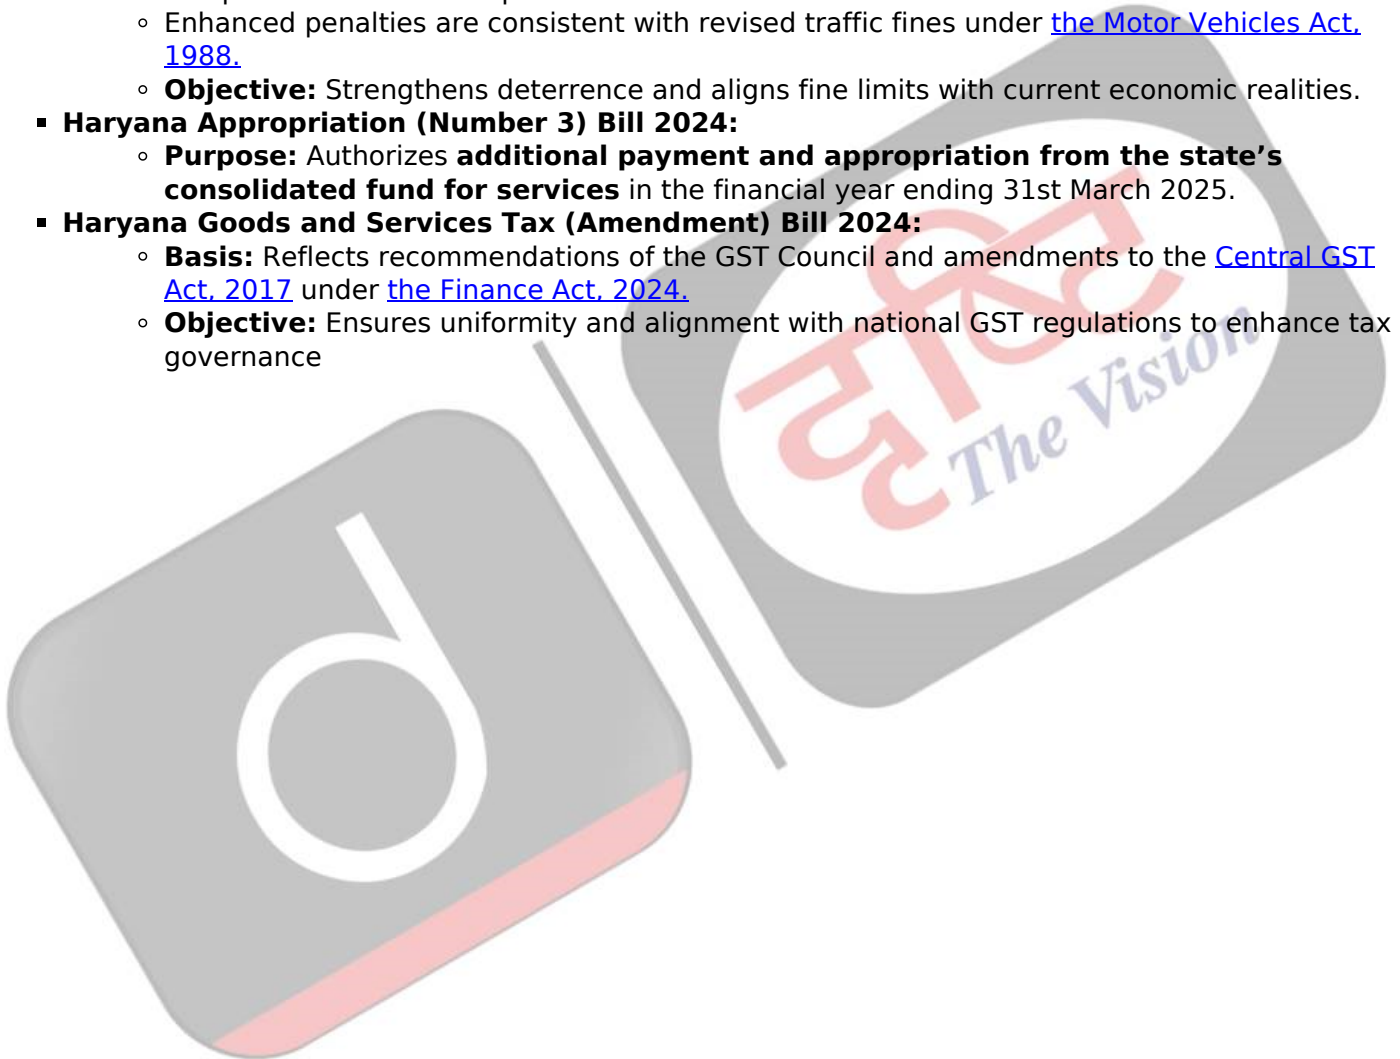 ◦ Enhanced penalties are consistent with revised traffic fines under the Motor Vehicles Act,
1988.
◦ Objective: Strengthens deterrence and aligns fine limits with current economic realities.
▪ Haryana Appropriation (Number 3) Bill 2024:
◦ Purpose: Authorizes additional payment and appropriation from the state’s
consolidated fund for services in the financial year ending 31st March 2025.
▪ Haryana Goods and Services Tax (Amendment) Bill 2024:
◦ Basis: Reflects recommendations of the GST Council and amendments to the Central GST
Act, 2017 under the Finance Act, 2024.
◦ Objective: Ensures uniformity and alignment with national GST regulations to enhance tax
governance
दृष्टि
The Vision
d